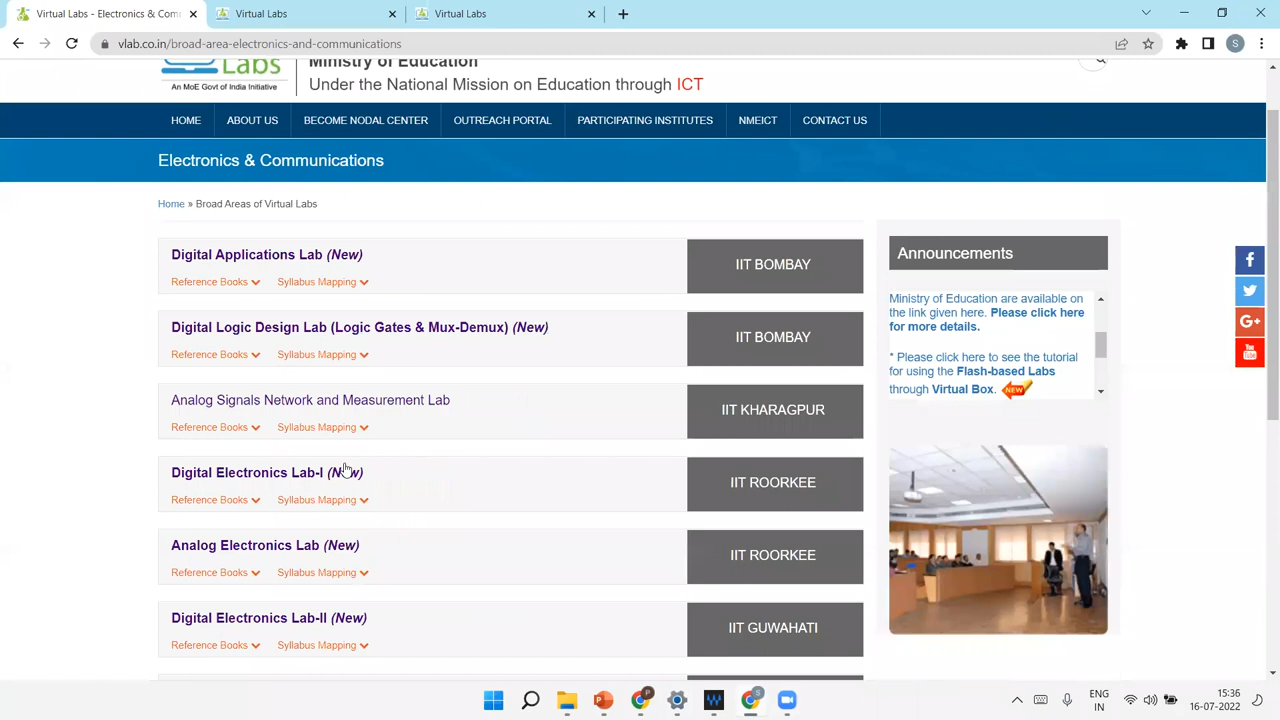 Virtual Labs - Electronics & Com
Virtual Labs
Virtual Labs
vlab.co.in/broad-area-electronics-and-communications
S
Labs
An MoE Govt of India Initiative
Ministry of Education
Under the National Mission on Education through ICT
HOME
ABOUT US
BECOME NODAL CENTER
OUTREACH PORTAL
PARTICIPATING INSTITUTES
NMEICT
CONTACT US
Electronics & Communications
Home » Broad Areas of Virtual Labs
Digital Applications Lab (New)
Reference Books
Syllabus Mapping
IIT BOMBAY
Digital Logic Design Lab (Logic Gates & Mux-Demux) (New)
Reference Books
Syllabus Mapping
IIT BOMBAY
Analog Signals Network and Measurement Lab
Reference Books
Syllabus Mapping
IIT KHARAGPUR
Digital Electronics Lab-I (New)
Reference Books
Syllabus Mapping
IIT ROORKEE
Analog Electronics Lab (New)
Reference Books
Syllabus Mapping
IIT ROORKEE
Digital Electronics Lab-II (New)
Reference Books
Syllabus Mapping
IIT GUWAHATI
Announcements
Ministry of Education are available on
the link given here. Please click here
for more details.
* Please click here to see the tutorial
for using the Flash-based Labs
through Virtual Box. NEW
G+
You
Tube
P
S
ENG
IN
15:36
16-07-2022